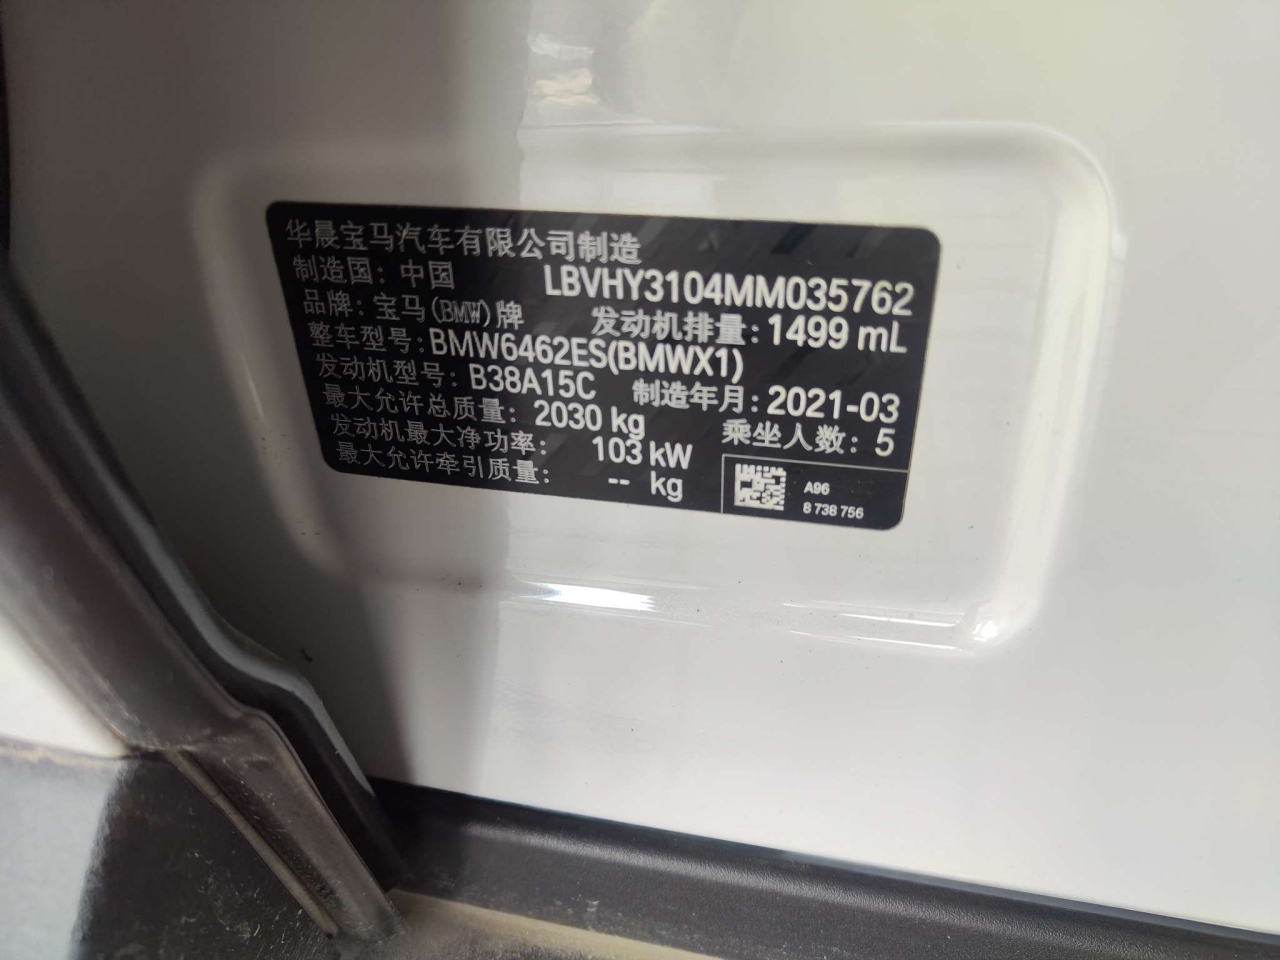 华晨宝马汽车有限公司制造
制造国：中国 LBVHY3104MM035762
品牌：宝马(BMW)牌 发动机排量：1499 mL
整车型号：BMW6462ES(BMWX1)
发动机型号：B38A15C 制造年月：2021-03
最大允许总质量：2030 kg 乘坐人数：5
发动机最大净功率：103 kW
最大允许牵引质量：-- kg
A96
8 738 756